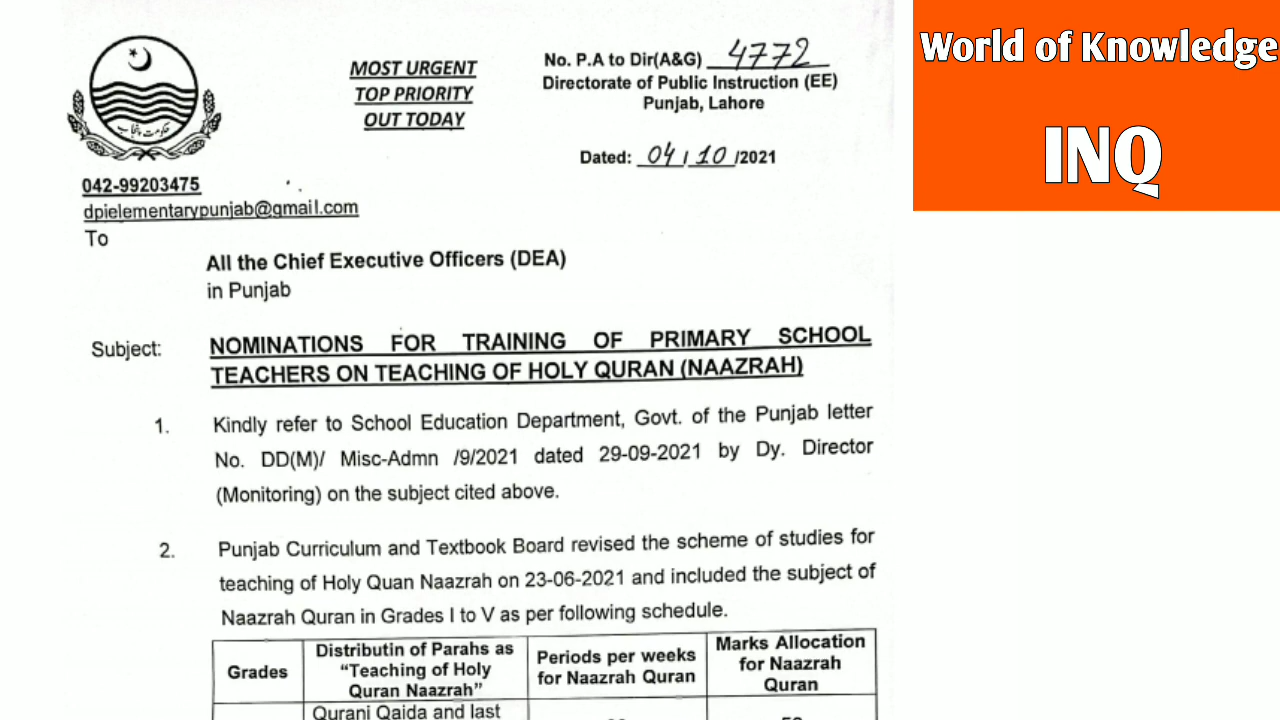 حکومت پنجاب
MOST URGENT
TOP PRIORITY
OUT TODAY
No. P.A to Dir(A&G) 4772
Directorate of Public Instruction (EE)
Punjab, Lahore
Dated: 04/10/2021
World of Knowledge
INQ
042-99203475
dpielementarypunjab@gmail.com
To
All the Chief Executive Officers (DEA)
in Punjab
Subject: NOMINATIONS FOR TRAINING OF PRIMARY SCHOOL
TEACHERS ON TEACHING OF HOLY QURAN (NAAZRAH)
1. Kindly refer to School Education Department, Govt. of the Punjab letter
No. DD(M)/ Misc-Admn /9/2021 dated 29-09-2021 by Dy. Director
(Monitoring) on the subject cited above.
2. Punjab Curriculum and Textbook Board revised the scheme of studies for
teaching of Holy Quan Naazrah on 23-06-2021 and included the subject of
Naazrah Quran in Grades I to V as per following schedule.
Grades
Distributin of Parahs as
“Teaching of Holy
Quran Naazrah”
Periods per weeks
for Naazrah Quran
Marks Allocation
for Naazrah
Quran
Qurani Qaida and last